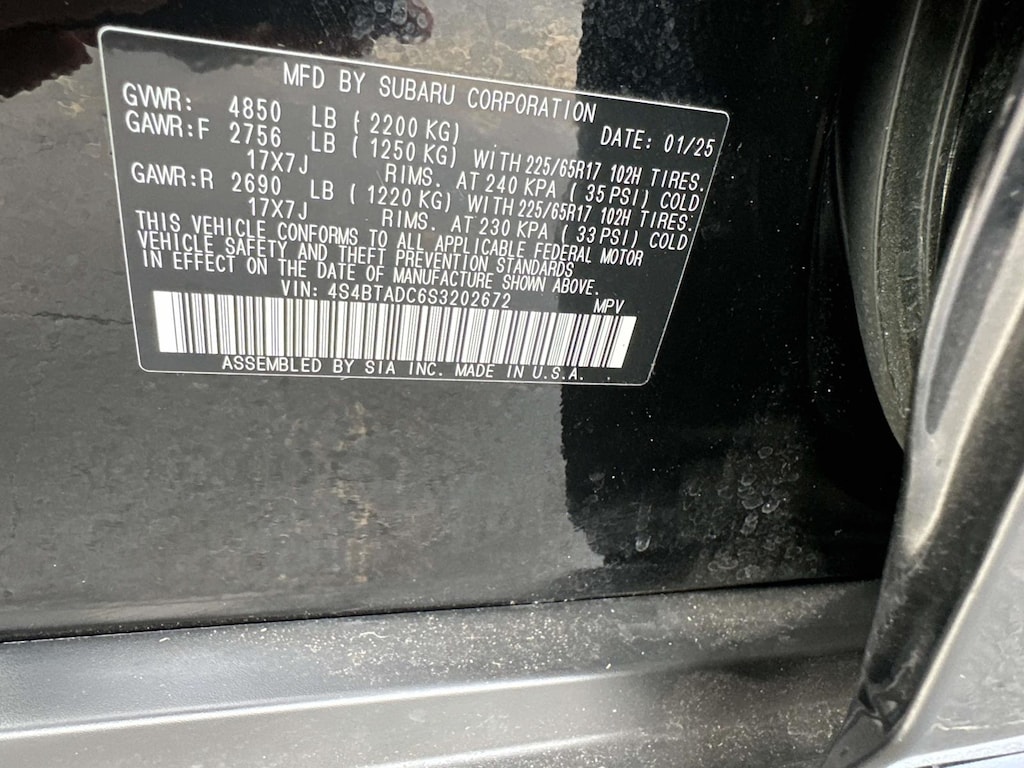 MFD BY SUBARU CORPORATION
GVWR: 4850 LB ( 2200 KG) DATE: 01/25
GAWR:F 2756 LB ( 1250 KG) WITH 225/65R17 102H TIRES.
17X7J RIMS. AT 240 KPA ( 35 PSI) COLD
GAWR:R 2690 LB ( 1220 KG) WITH 225/65R17 102H TIRES.
17X7J RIMS. AT 230 KPA ( 33 PSI) COLD
THIS VEHICLE CONFORMS TO ALL APPLICABLE FEDERAL MOTOR
VEHICLE SAFETY AND THEFT PREVENTION STANDARDS
IN EFFECT ON THE DATE OF MANUFACTURE SHOWN ABOVE.
VIN: 4S4BTADC6S3202672 MPV
ASSEMBLED BY SIA INC. MADE IN U.S.A.